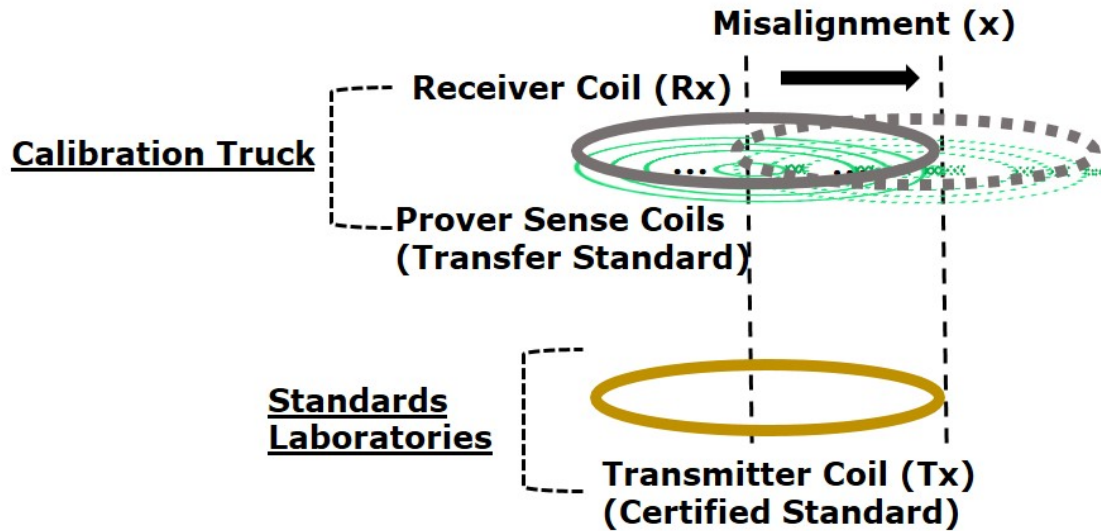 Misalignment (x)
Receiver Coil (Rx)
Calibration Truck
...
...
Prover Sense Coils
(Transfer Standard)
Standards
Laboratories
Transmitter Coil (Tx)
(Certified Standard)